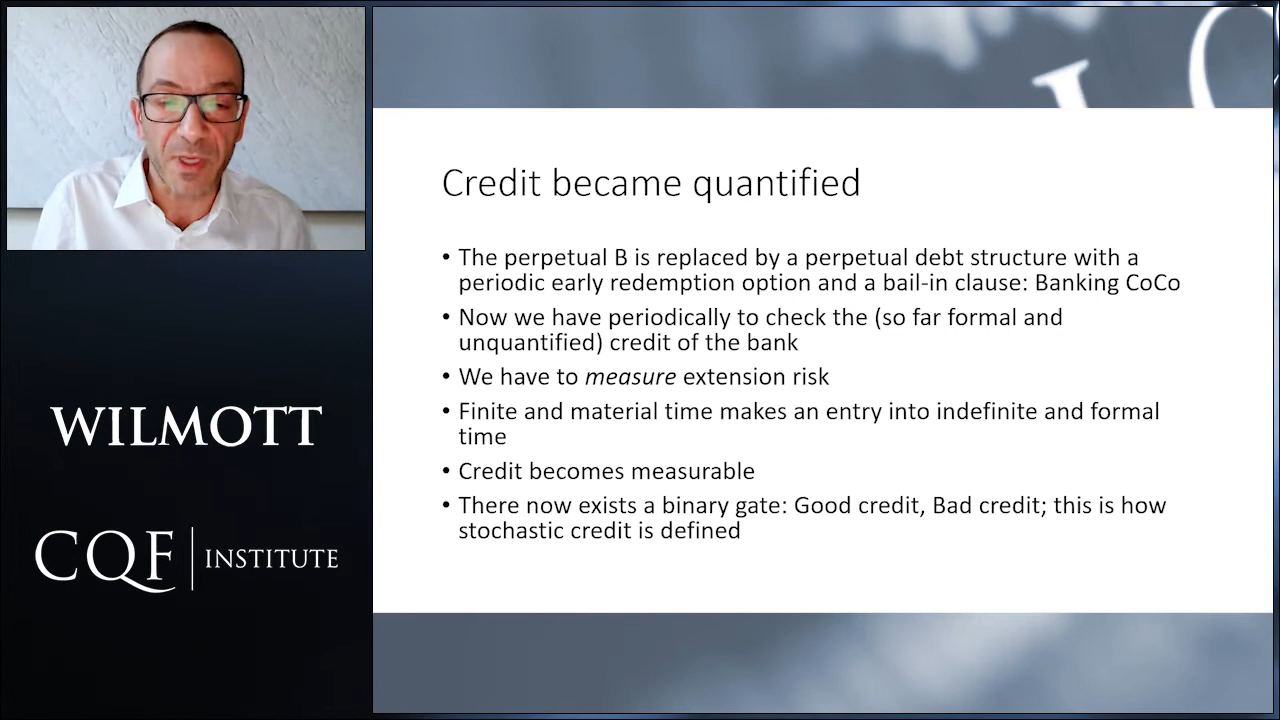 Credit became quantified
• The perpetual B is replaced by a perpetual debt structure with a
periodic early redemption option and a bail-in clause: Banking CoCo
• Now we have periodically to check the (so far formal and
unquantified) credit of the bank
• We have to measure extension risk
• Finite and material time makes an entry into indefinite and formal
time
• Credit becomes measurable
• There now exists a binary gate: Good credit, Bad credit; this is how
stochastic credit is defined
WILMOTT
CQF INSTITUTE